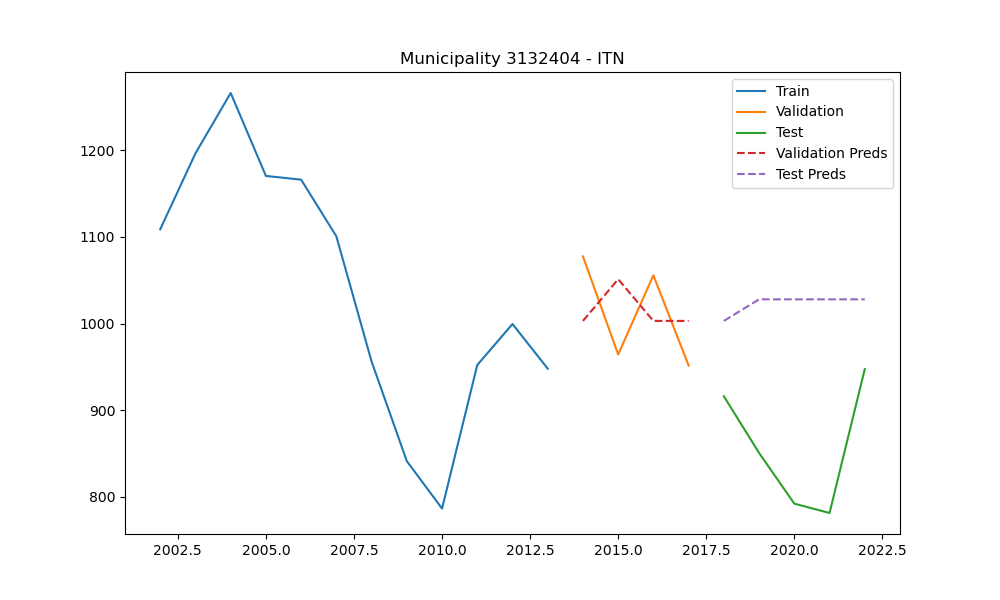 Municipality 3132404 - ITN
Train
Validation
Test
Validation Preds
Test Preds
1200
1100
1000
900
800
2002.5 2005.0 2007.5 2010.0 2012.5 2015.0 2017.5 2020.0 2022.5